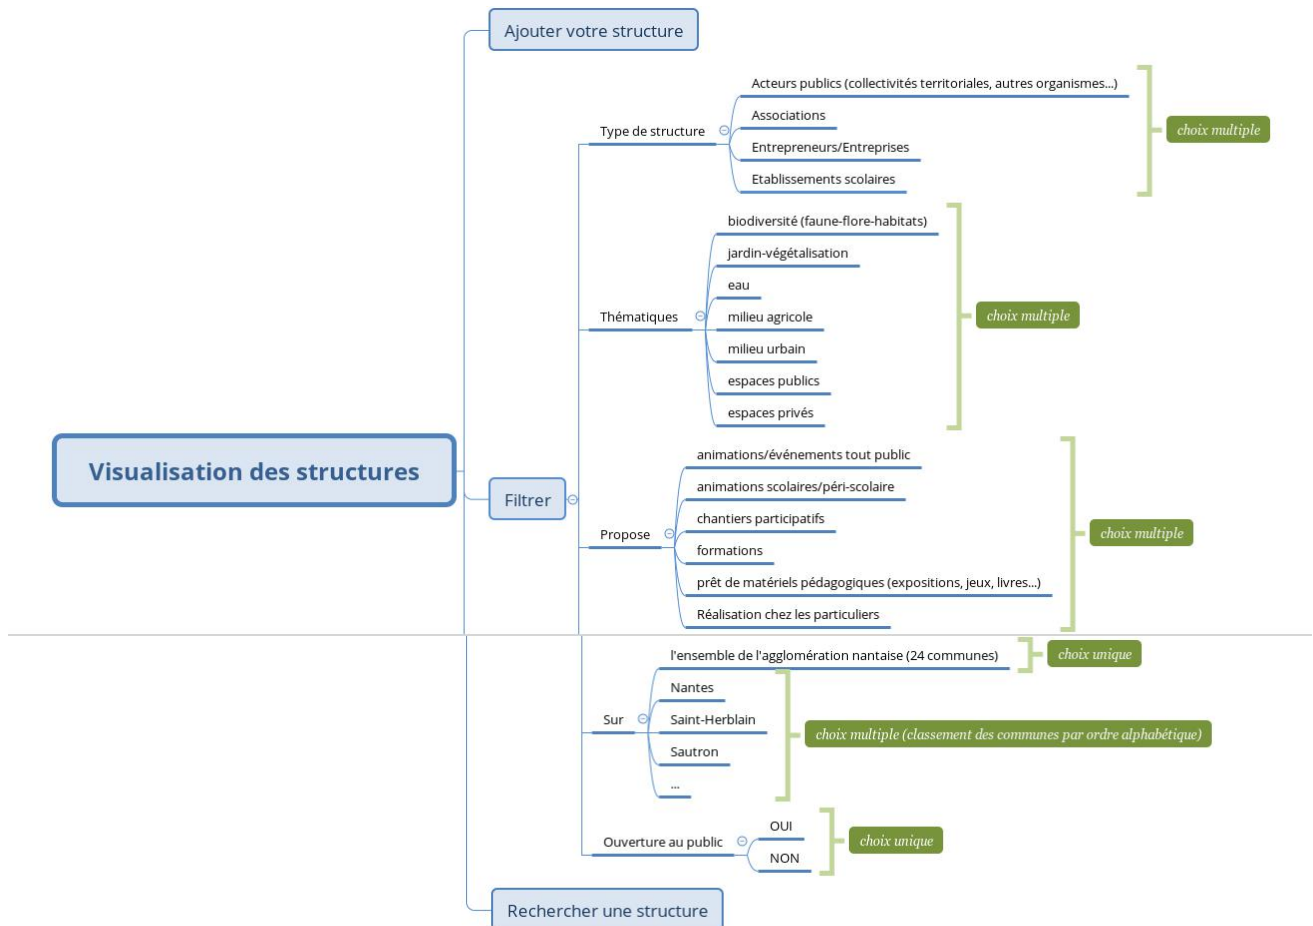 Ajouter votre structure
Acteurs publics (collectivités territoriales, autres organismes...)
Associations
Type de structure
choix multiple
Entrepreneurs/Entreprises
Etablissements scolaires
biodiversité (faune-flore-habitats)
jardin-végétalisation
eau
Thématiques
milieu agricole
choix multiple
milieu urbain
espaces publics
espaces privés
Visualisation des structures
Filtrer
animations/événements tout public
animations scolaires/péri-scolaire
chantiers participatifs
Propose
choix multiple
formations
prêt de matériels pédagogiques (expositions, jeux, livres...)
Réalisation chez les particuliers
l'ensemble de l'agglomération nantaise (24 communes)
choix unique
Nantes
Sur
Saint-Herblain
choix multiple (classement des communes par ordre alphabétique)
Sautron
...
Ouverture au public
OUI
choix unique
NON
Rechercher une structure